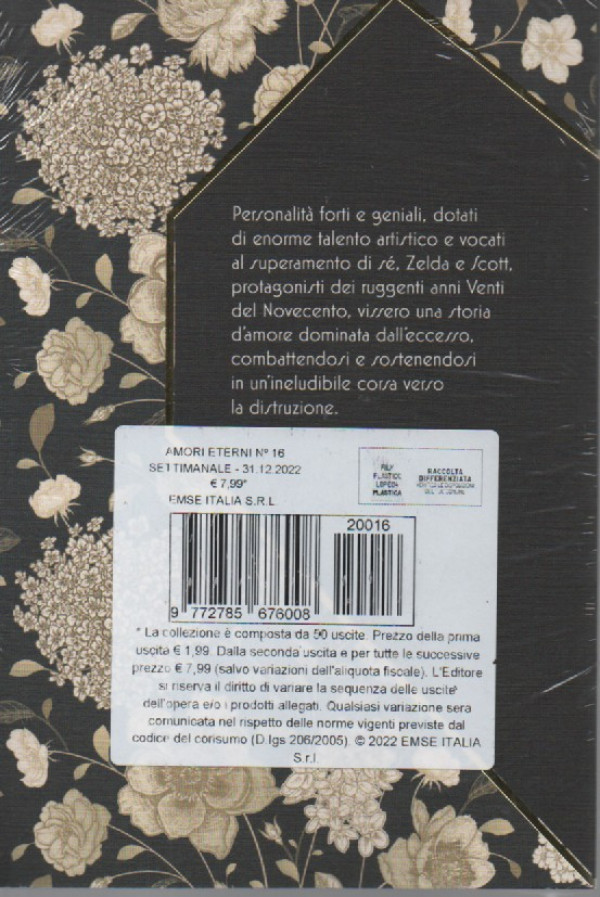 Personalità forti e geniali, dotati
di enorme talento artistico e vocati
al superamento di sé, Zelda e Scott,
protagonisti dei ruggenti anni Venti
del Novecento, vissero una storia
d'amore dominata dall'eccesso,
combattendosi e sostenendosi
in un'ineludibile corsa verso
la distruzione.
AMORI ETERNI Nº 16
SETTIMANALE - 31.12.2022
€ 7,99*
EMSE ITALIA S.R.L
PLASTICA
RACCOLTA
DIFFERENZIATA
20016
9 772785 676008
* La collezione è composta da 90 uscite. Prezzo della prima
uscita € 1,99. Dalla seconda uscita e per tutte le successive
prezzo € 7,99 (salvo variazioni dell'aliquota fiscale). L'Editore
si riserva il diritto di variare la sequenza delle uscite
dell'opera e/o i prodotti allegati. Qualsiasi variazione sarà
comunicata nel rispetto delle norme vigenti previste dal
codice del consumo (D.lgs 206/2005). © 2022 EMSE ITALIA
S.r.l.